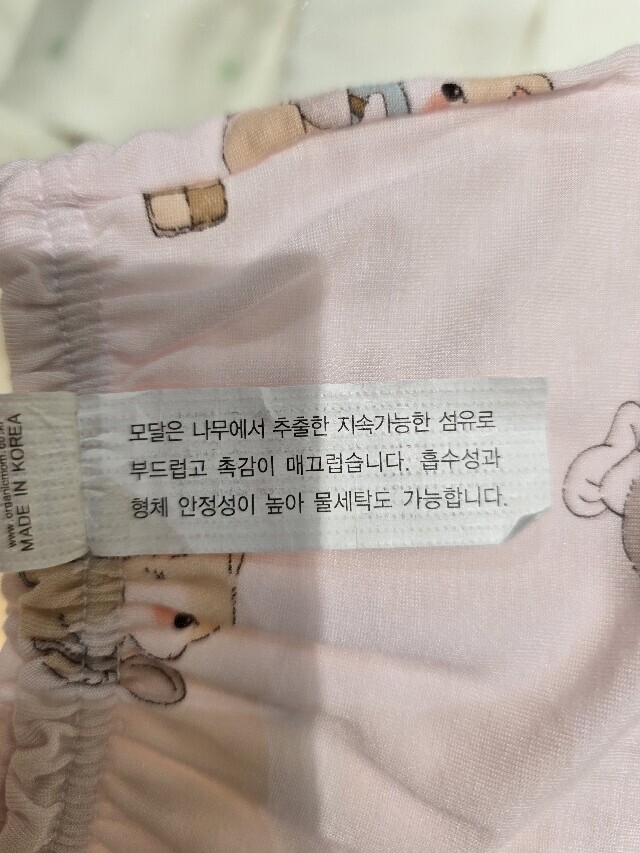 모달은 나무에서 추출한 지속가능한 섬유로
부드럽고 촉감이 매끄럽습니다. 흡수성과
형체 안정성이 높아 물세탁도 가능합니다.
MADE IN KOREA